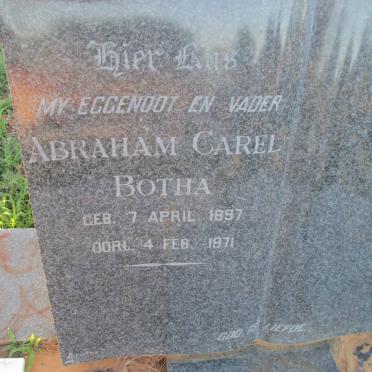 Hier Rus
MY EGGENOOT EN VADER
ABRAHAM CAREL
BOTHA
GEB. 7 APRIL 1897
OORL. 4 FEB. 1971
GOD IS LIEFDE